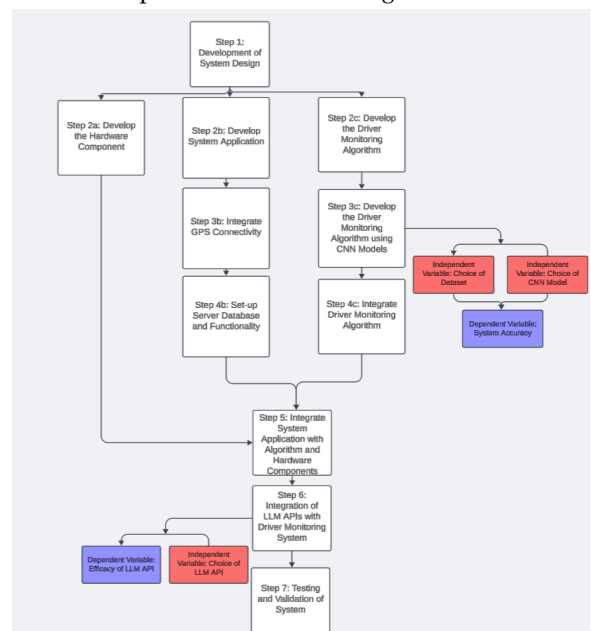 Step 1:
Development of
System Design
Step 2a: Develop
the Hardware
Component
Step 2b: Develop
System Application
Step 2c: Develop
the Driver
Monitoring
Algorithm
Step 3b: Integrate
GPS Connectivity
Step 3c: Develop
the Driver
Monitoring
Algorithm using
CNN Models
Independent
Variable: Choice of
Dataset
Independent
Variable: Choice of
CNN Model
Dependent Variable:
System Accuracy
Step 4b: Set-up
Server Database
and Functionality
Step 4c: Integrate
Driver Monitoring
Algorithm
Step 5: Integrate
System
Application with
Algorithm and
Hardware
Components
Step 6:
Integration of
LLM APIs with
Driver Monitoring
System
Dependent Variable:
Efficacy of LLM API
Independent
Variable: Choice of
LLM API
Step 7: Testing
and Validation of
System